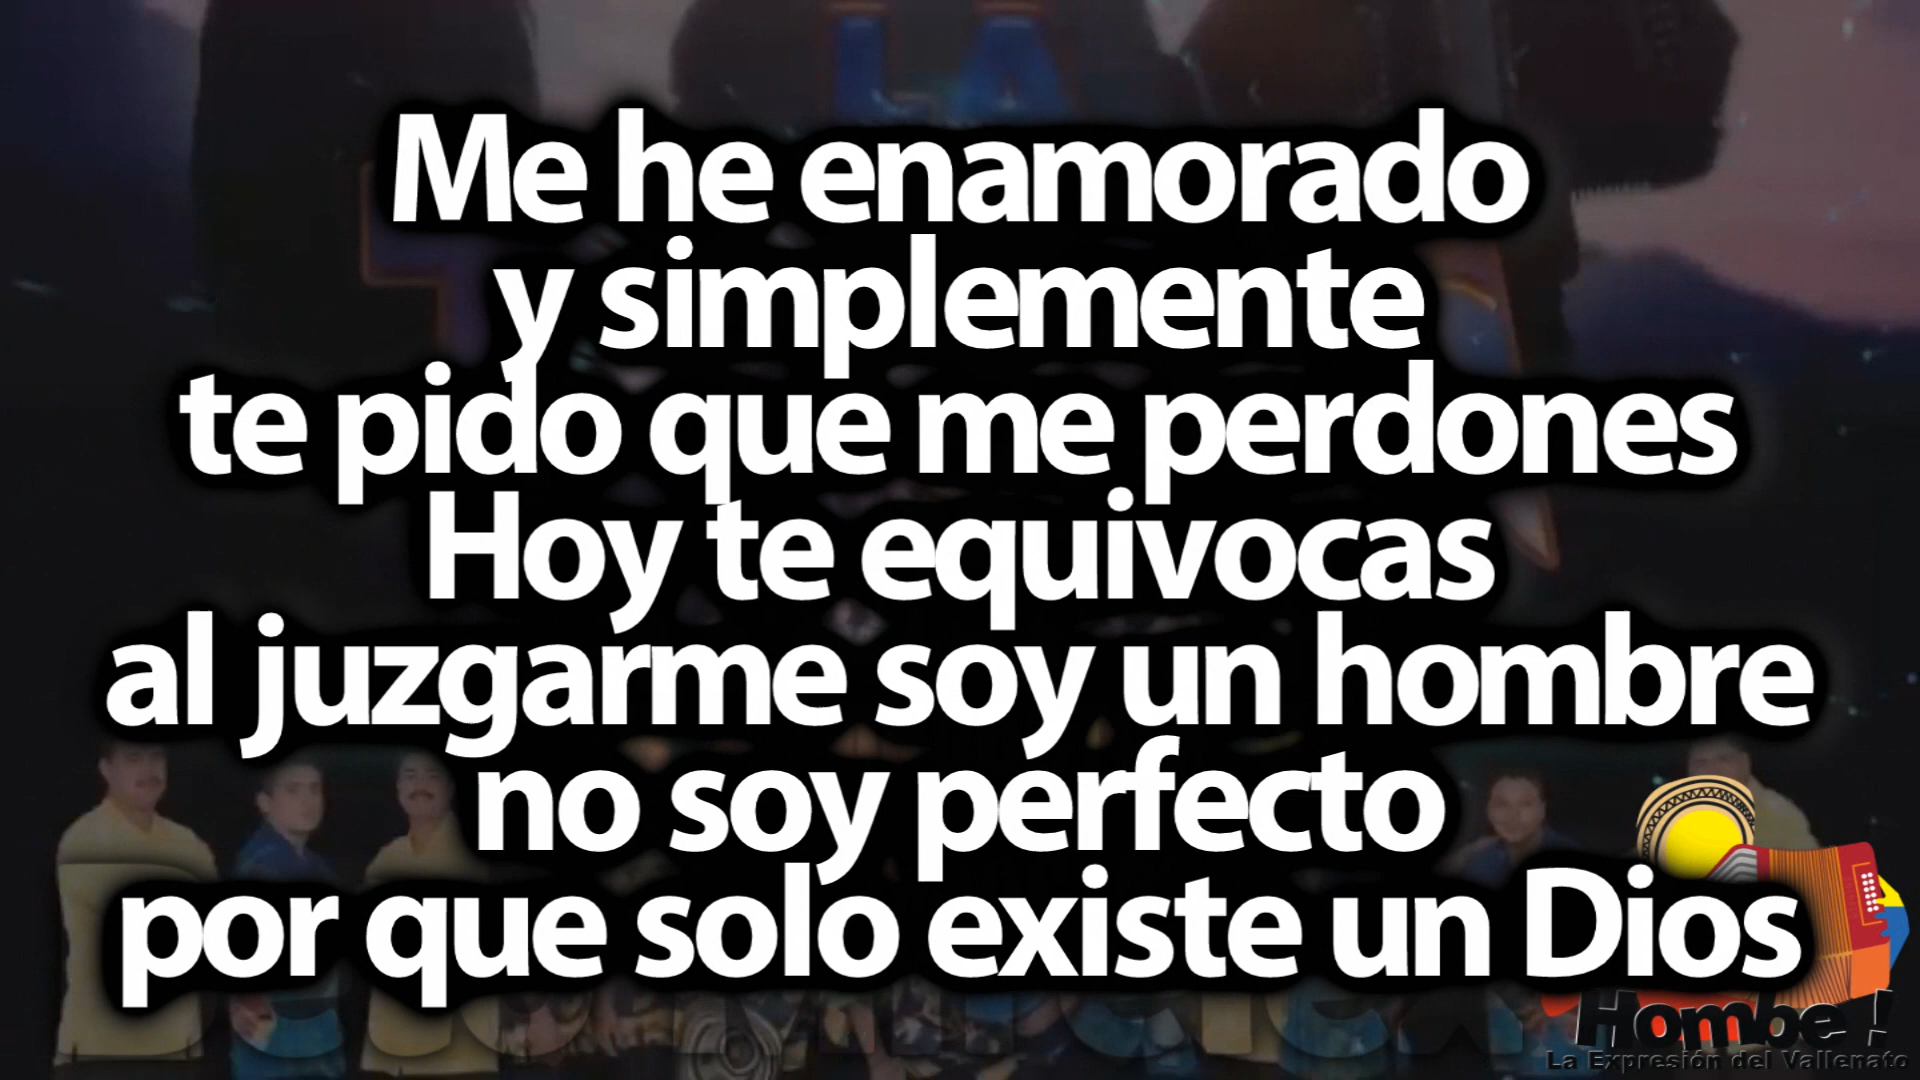 LA
Me he enamorado
y simplemente
te pido que me perdones
Hoy te equivocas
al juzgarme soy un hombre
no soy perfecto
por que solo existe un Dios
Hombe !
La Expresión del Vallenato